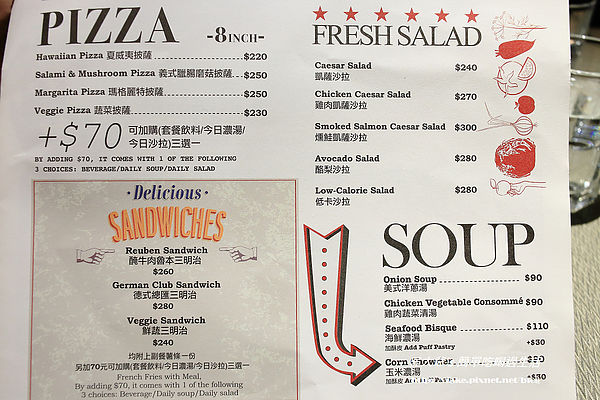 PIZZA -8INCH-
Hawaiian Pizza 夏威夷披薩 $220
Salami & Mushroom Pizza 義式臘腸磨菇披薩 $250
Margarita Pizza 瑪格麗特披薩 $250
Veggie Pizza 蔬菜披薩 $230
+$70 可加購(套餐飲料/今日濃湯/
今日沙拉)三選一
BY ADDING $70, IT COMES WITH 1 OF THE FOLLOWING
3 CHOICES: BEVERAGE/DAILY SOUP/DAILY SALAD
·Delicious·
SANDWICHES
Reuben Sandwich
醃牛肉魯本三明治
$260
German Club Sandwich
德式總匯三明治
$280
Veggie Sandwich
鮮蔬三明治
$240
均附上副餐薯條一份
另加70元可加購(套餐飲料/今日濃湯/今日沙拉)三選一
French Fries with Meal,
By adding $70, it comes with 1 of the following
3 choices: Beverage/Daily soup/Daily salad
FRESH SALAD
Caesar Salad $240
凱薩沙拉
Chicken Caesar Salad $270
雞肉凱薩沙拉
Smoked Salmon Caesar Salad $300
燻鮭凱薩沙拉
Avocado Salad $280
酪梨沙拉
Low-Calorie Salad $280
低卡沙拉
SOUP
Onion Soup $90
美式洋蔥湯
Chicken Vegetable Consommé $90
雞肉蔬菜清湯
Seafood Bisque $110
海鮮濃湯
加酥皮 Add Puff Pastry +$30
Corn Chowder $90
玉米濃湯
加酥皮 Add Puff Pastry +$30